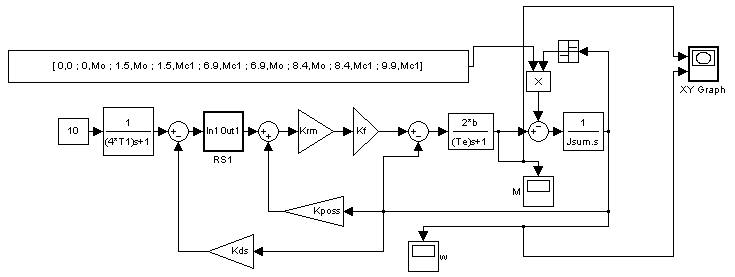 [ 0,0 ; 0,Mo ; 1.5,Mo ; 1.5,Mc1 ; 6.9,Mc1 ; 6.9,Mo ; 8.4,Mo ; 8.4,Mc1 ; 9.9,Mc1]
XY Graph
X
10
1
(4*T1)s+1
In1Out1
RS1
Krm
Kf
2*b
(Te)s+1
1
Jsum.s
M
Kposs
Kds
w